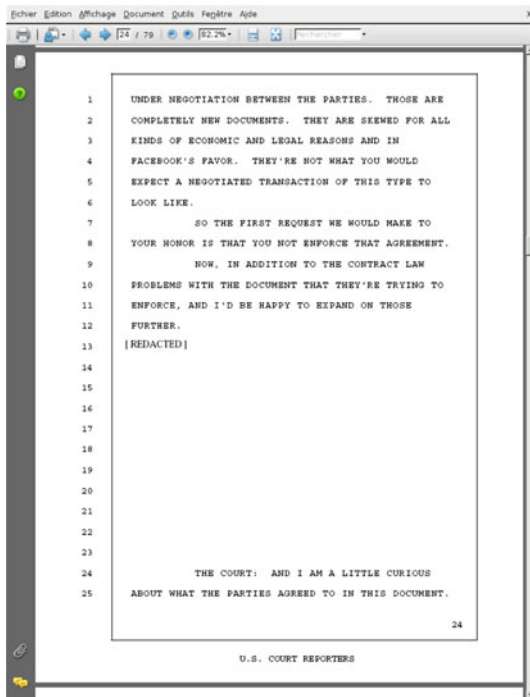 Fichier Edition Affichage Document Outils Fenêtre Aide
24 / 79 82.2% Rechercher
1 UNDER NEGOTIATION BETWEEN THE PARTIES. THOSE ARE
2 COMPLETELY NEW DOCUMENTS. THEY ARE SKEWED FOR ALL
3 KINDS OF ECONOMIC AND LEGAL REASONS AND IN
4 FACEBOOK'S FAVOR. THEY'RE NOT WHAT YOU WOULD
5 EXPECT A NEGOTIATED TRANSACTION OF THIS TYPE TO
6 LOOK LIKE.
7 SO THE FIRST REQUEST WE WOULD MAKE TO
8 YOUR HONOR IS THAT YOU NOT ENFORCE THAT AGREEMENT.
9 NOW, IN ADDITION TO THE CONTRACT LAW
10 PROBLEMS WITH THE DOCUMENT THAT THEY'RE TRYING TO
11 ENFORCE, AND I'D BE HAPPY TO EXPAND ON THOSE
12 FURTHER.
13 [REDACTED]
14
15
16
17
18
19
20
21
22
23
24 THE COURT: AND I AM A LITTLE CURIOUS
25 ABOUT WHAT THE PARTIES AGREED TO IN THIS DOCUMENT.
24
U.S. COURT REPORTERS